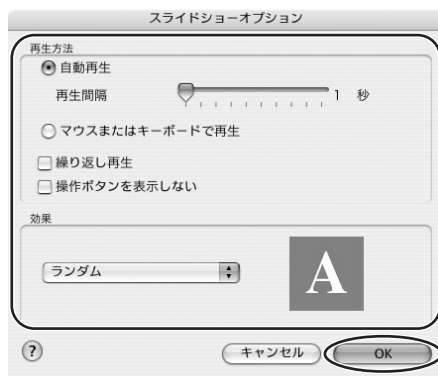 スライドショーオプション
再生方法
自動再生
再生間隔 1 秒
マウスまたはキーボードで再生
繰り返し再生
操作ボタンを表示しない
効果
ランダム
A
? キャンセル OK